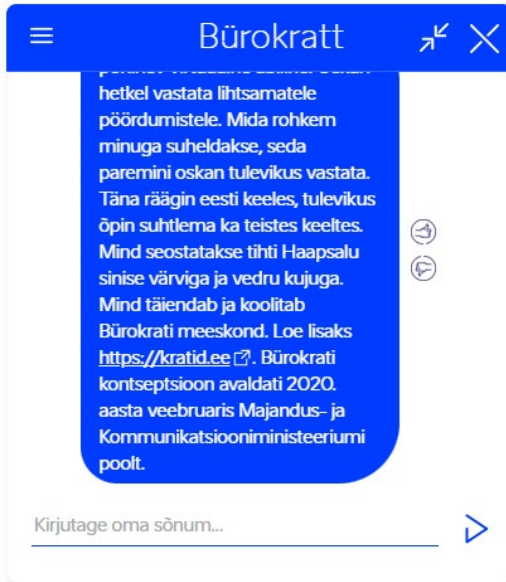 Bürokratt
hetkel vastata lihtsamatele
pöördumistele. Mida rohkem
minuga suheldakse, seda
paremini oskan tulevikus vastata.
Täna räägin eesti keeles, tulevikus
õpin suhtlema ka teistes keeltes.
Mind seostatakse tihti Haapsalu
sinise värviga ja vedru kujuga.
Mind täiendab ja koolitab
Bürokrati meeskond. Loe lisaks
https://kratid.ee. Bürokrati
kontseptsioon avaldati 2020.
aasta veebruaris Majandus- ja
Kommunikatsiooniministeeriumi
poolt.
Kirjutage oma sõnum...